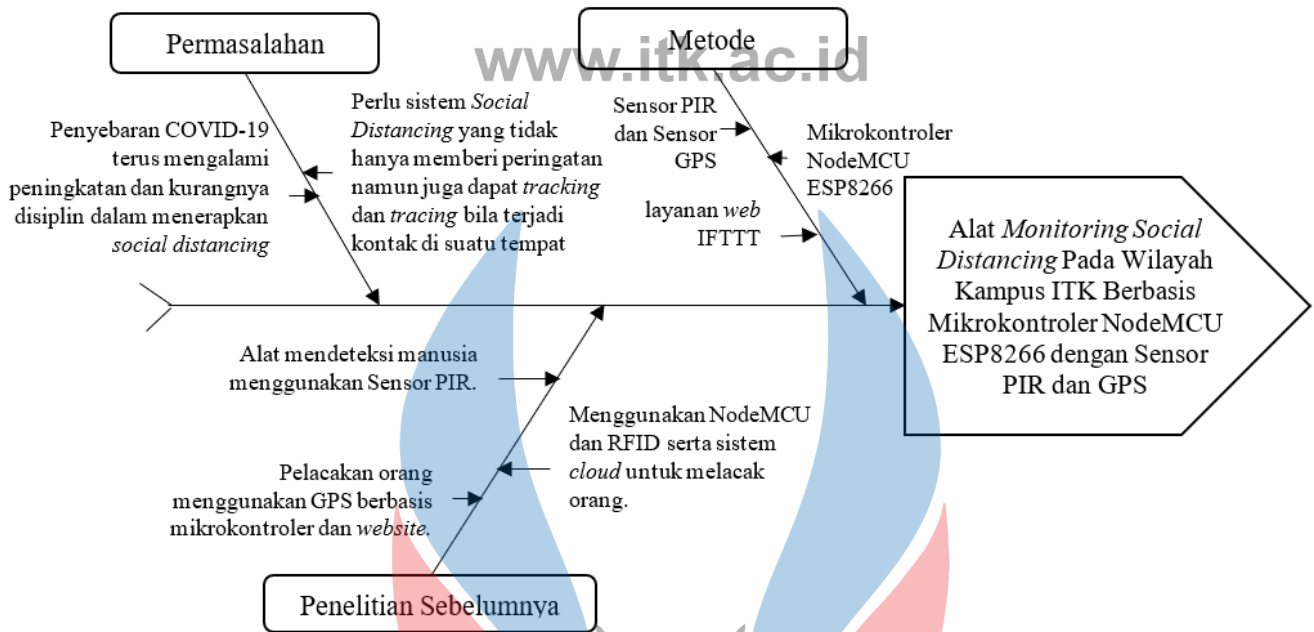 Permasalahan
Metode
www.itk.ac.id
Penyebaran COVID-19
terus mengalami
peningkatan dan kurangnya
disiplin dalam menerapkan
social distancing
Perlu sistem Social
Distancing yang tidak
hanya memberi peringatan
namun juga dapat tracking
dan tracing bila terjadi
kontak di suatu tempat
Sensor PIR
dan Sensor
GPS
layanan web
IFTTT
Mikrokontroler
NodeMCU
ESP8266
Alat Monitoring Social
Distancing Pada Wilayah
Kampus ITK Berbasis
Mikrokontroler NodeMCU
ESP8266 dengan Sensor
PIR dan GPS
Alat mendeteksi manusia
menggunakan Sensor PIR.
Pelacakan orang
menggunakan GPS berbasis
mikrokontroler dan website.
Menggunakan NodeMCU
dan RFID serta sistem
cloud untuk melacak
orang.
Penelitian Sebelumnya